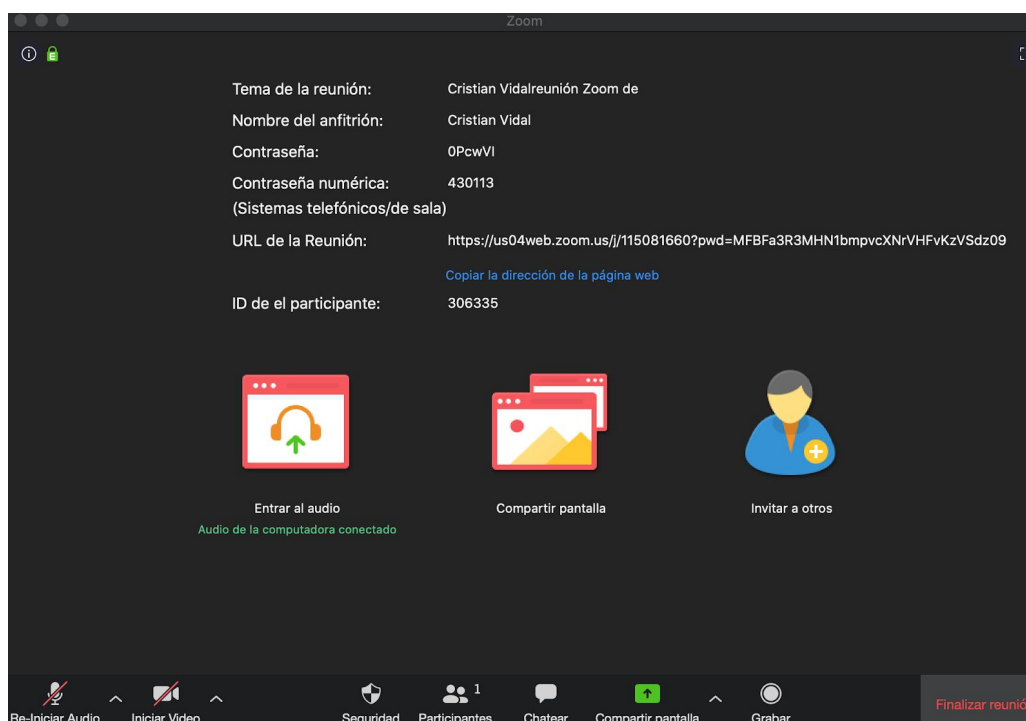 Zoom
Tema de la reunión: Cristian Vidalreunión Zoom de
Nombre del anfitrión: Cristian Vidal
Contraseña: 0PcwVI
Contraseña numérica: 430113
(Sistemas telefónicos/de sala)
URL de la Reunión: https://us04web.zoom.us/j/115081660?pwd=MFBFa3R3MHN1bmpvcXNrVHFvKzVSdz09
Copiar la dirección de la página web
ID de el participante: 306335
Entrar al audio Compartir pantalla Invitar a otros
Audio de la computadora conectado
1
Re-Iniciar Audio Iniciar Video Seguridad Participantes Chatear Compartir pantalla Grabar Finalizar reunió